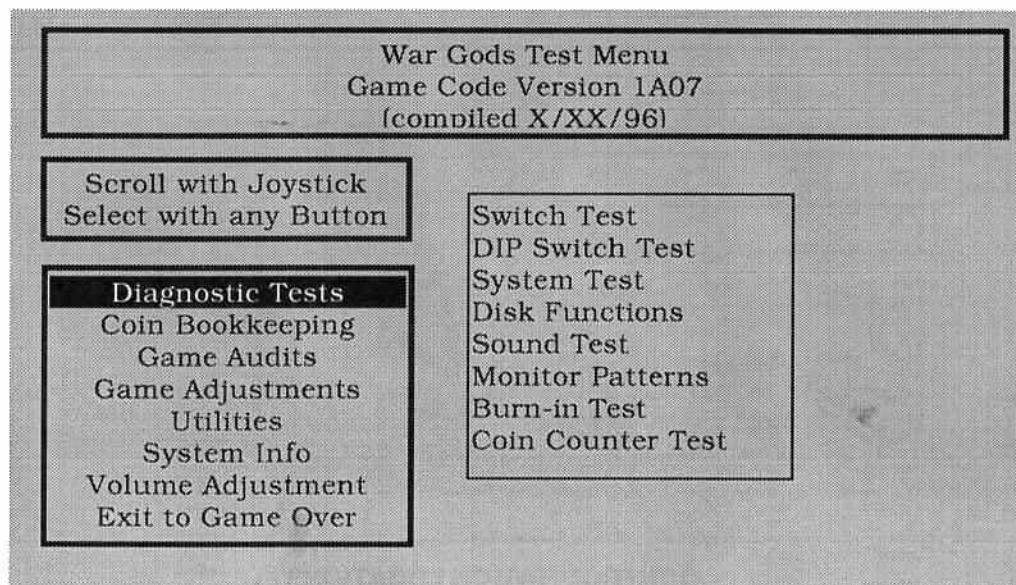 War Gods Test Menu
Game Code Version 1A07
(compiled X/XX/96)
Scroll with Joystick
Select with any Button
Diagnostic Tests
Coin Bookkeeping
Game Audits
Game Adjustments
Utilities
System Info
Volume Adjustment
Exit to Game Over
Switch Test
DIP Switch Test
System Test
Disk Functions
Sound Test
Monitor Patterns
Burn-in Test
Coin Counter Test